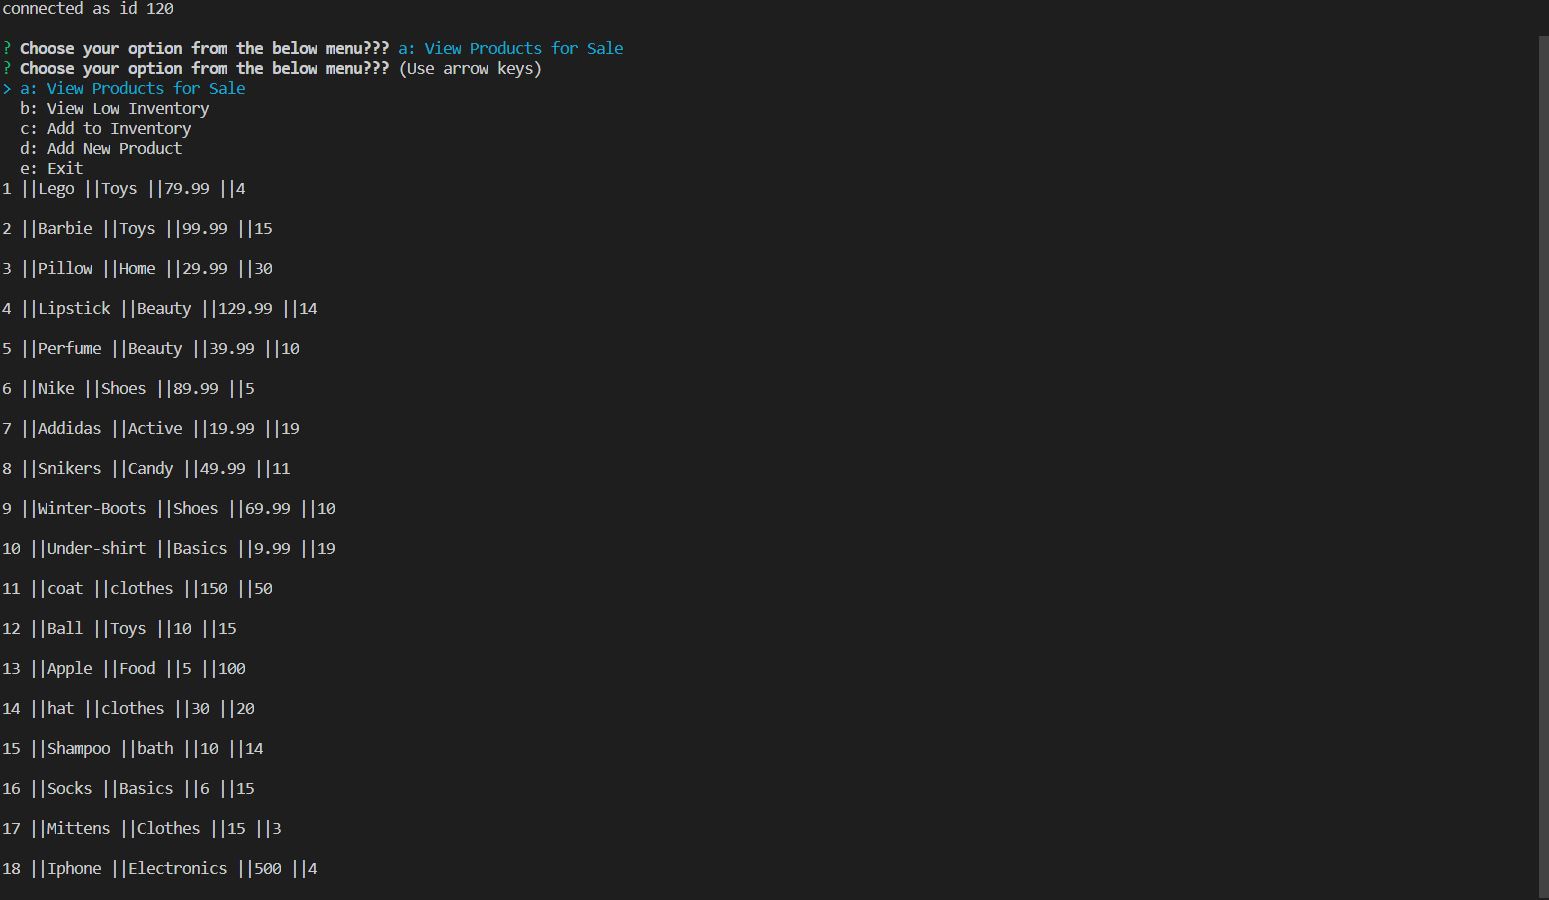 connected as id 120
? Choose your option from the below menu??? a: View Products for Sale
? Choose your option from the below menu??? (Use arrow keys)
> a: View Products for Sale
b: View Low Inventory
c: Add to Inventory
d: Add New Product
e: Exit
1 ||Lego ||Toys ||79.99 ||4
2 ||Barbie ||Toys ||99.99 ||15
3 ||Pillow ||Home ||29.99 ||30
4 ||Lipstick ||Beauty ||129.99 ||14
5 ||Perfume ||Beauty ||39.99 ||10
6 ||Nike ||Shoes ||89.99 ||5
7 ||Addidas ||Active ||19.99 ||19
8 ||Snikers ||Candy ||49.99 ||11
9 ||Winter-Boots ||Shoes ||69.99 ||10
10 ||Under-shirt ||Basics ||9.99 ||19
11 ||coat ||clothes ||150 ||50
12 ||Ball ||Toys ||10 ||15
13 ||Apple ||Food ||5 ||100
14 ||hat ||clothes ||30 ||20
15 ||Shampoo ||bath ||10 ||14
16 ||Socks ||Basics ||6 ||15
17 ||Mittens ||Clothes ||15 ||3
18 ||Iphone ||Electronics ||500 ||4